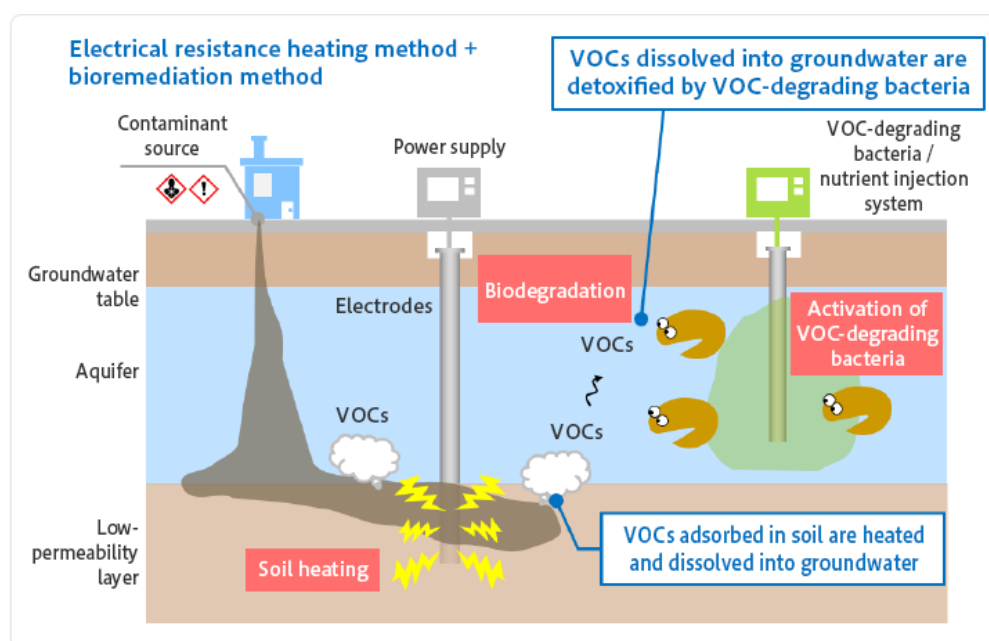 Electrical resistance heating method +
bioremediation method
VOCs dissolved into groundwater are
detoxified by VOC-degrading bacteria
Contaminant
source
Power supply
VOC-degrading
bacteria /
nutrient injection
system
Groundwater
table
Electrodes
Biodegradation
Activation of
VOC-degrading
bacteria
VOCs
Aquifer
VOCs
VOCs
Low-
permeability
layer
Soil heating
VOCs adsorbed in soil are heated
and dissolved into groundwater